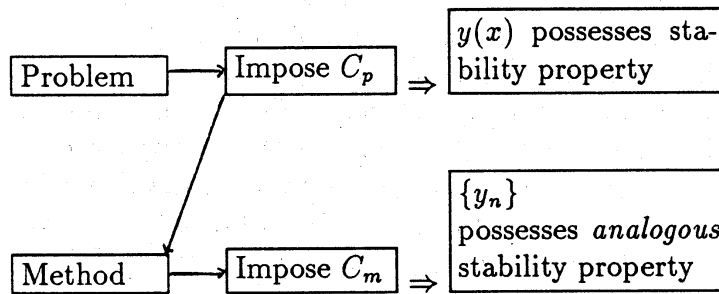 Problem
Impose $C_p$
⇒
y(x) possesses sta-
bility property
Method
Impose $C_m$
⇒
{$y_n$}
possesses analogous
stability property